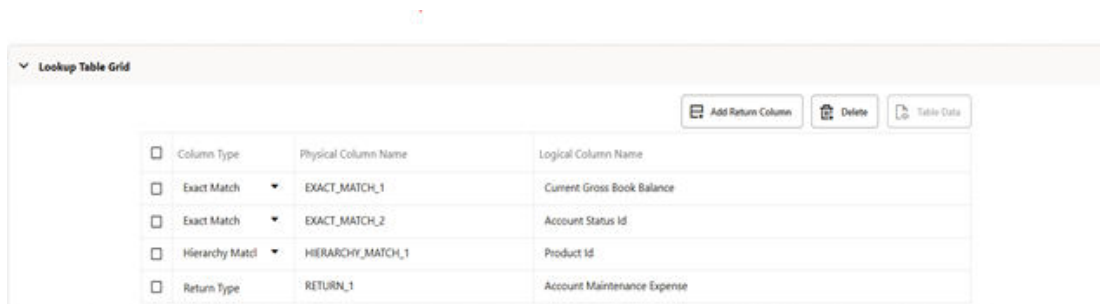 Lookup Table Grid
Add Return Column Delete Table Data
Column Type Physical Column Name Logical Column Name
Exact Match EXACT_MATCH_1 Current Gross Book Balance
Exact Match EXACT_MATCH_2 Account Status Id
Hierarchy Matcl HIERARCHY_MATCH_1 Product Id
Return Type RETURN_1 Account Maintenance Expense